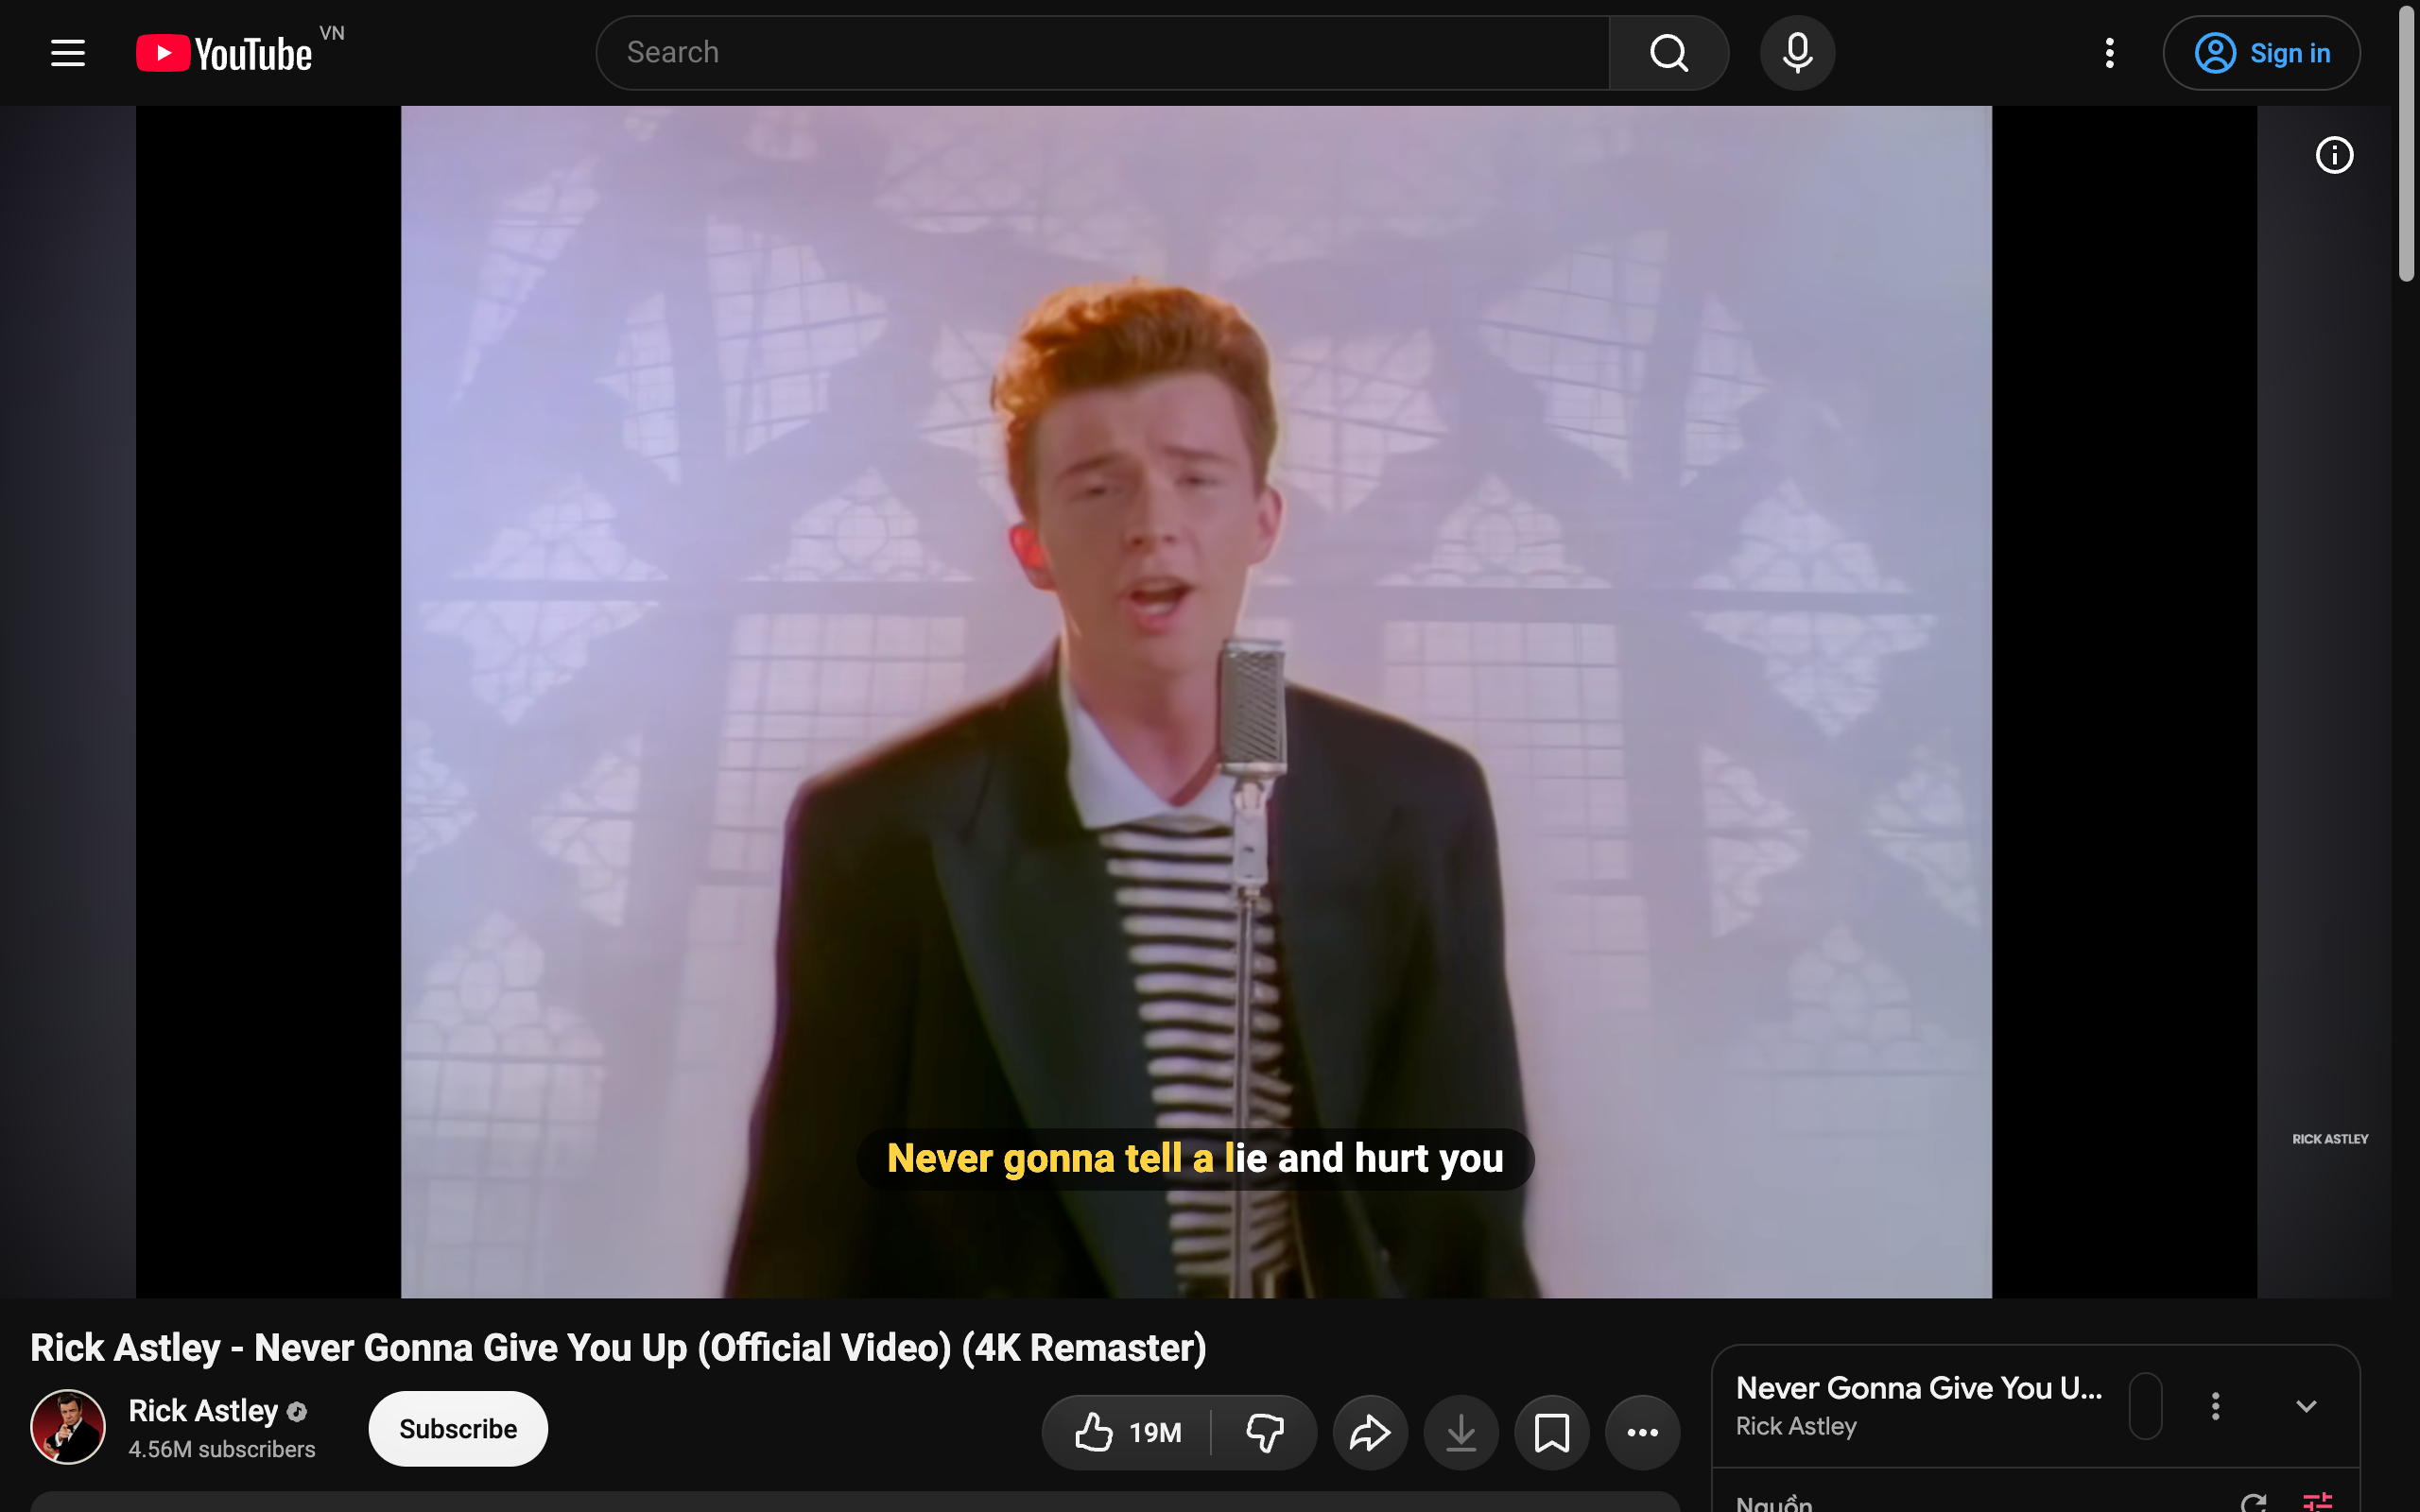 YouTube VN
Search
Sign in
RICK ASTLEY
Never gonna tell a lie and hurt you
Rick Astley - Never Gonna Give You Up (Official Video) (4K Remaster)
Rick Astley
4.56M subscribers
Subscribe
19M
Never Gonna Give You U...
Rick Astley
Nguồn